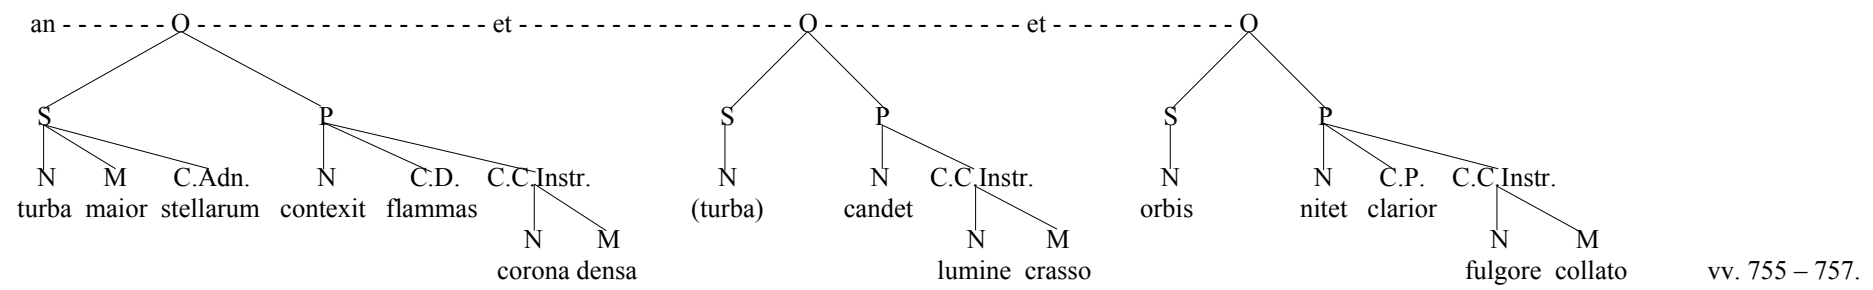 an - - - - - - - O - - - - - - - - - - - - - - - - - - - - et - - - - - - - - - - - - - - - - - - - O - - - - - - - - - - - - - et - - - - - - - - - - - - O
S P S P S P
N M C.Adn. N C.D. C.C.Instr. N N C.C.Instr. N N C.P. C.C.Instr.
turba maior stellarum contexit flammas (turba) candet orbis nitet clarior
N M N M N M
corona densa lumine crasso fulgore collato vv. 755 – 757.